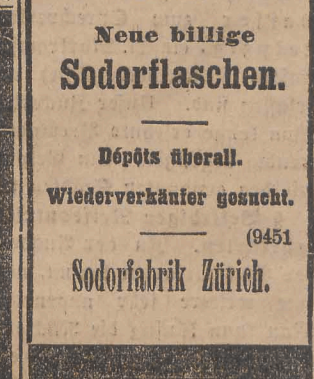 Neue billige
Sodorflaschen.
Dépôts überall.
Wiederverkäufer gesucht.
(9451
Sodorfabrik Zürich.